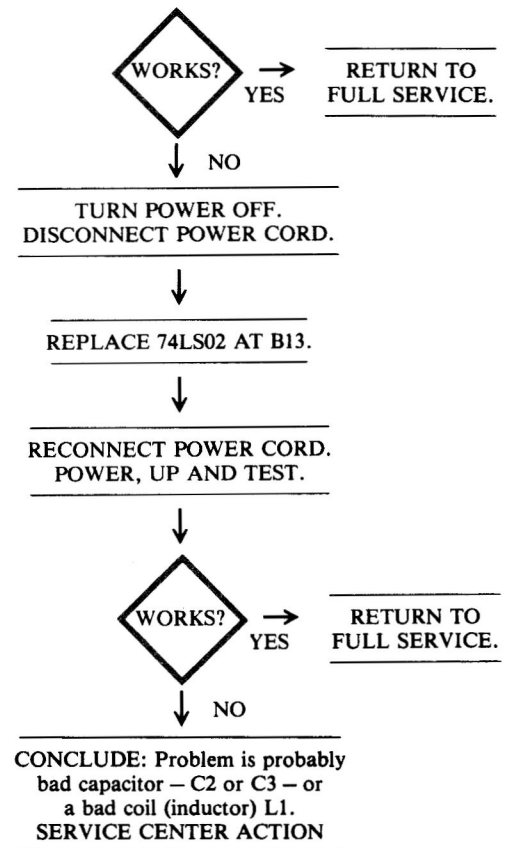 WORKS?
YES
RETURN TO
FULL SERVICE.
NO
TURN POWER OFF.
DISCONNECT POWER CORD.
REPLACE 74LS02 AT B13.
RECONNECT POWER CORD.
POWER, UP AND TEST.
WORKS?
YES
RETURN TO
FULL SERVICE.
NO
CONCLUDE: Problem is probably
bad capacitor – C2 or C3 – or
a bad coil (inductor) L1.
SERVICE CENTER ACTION